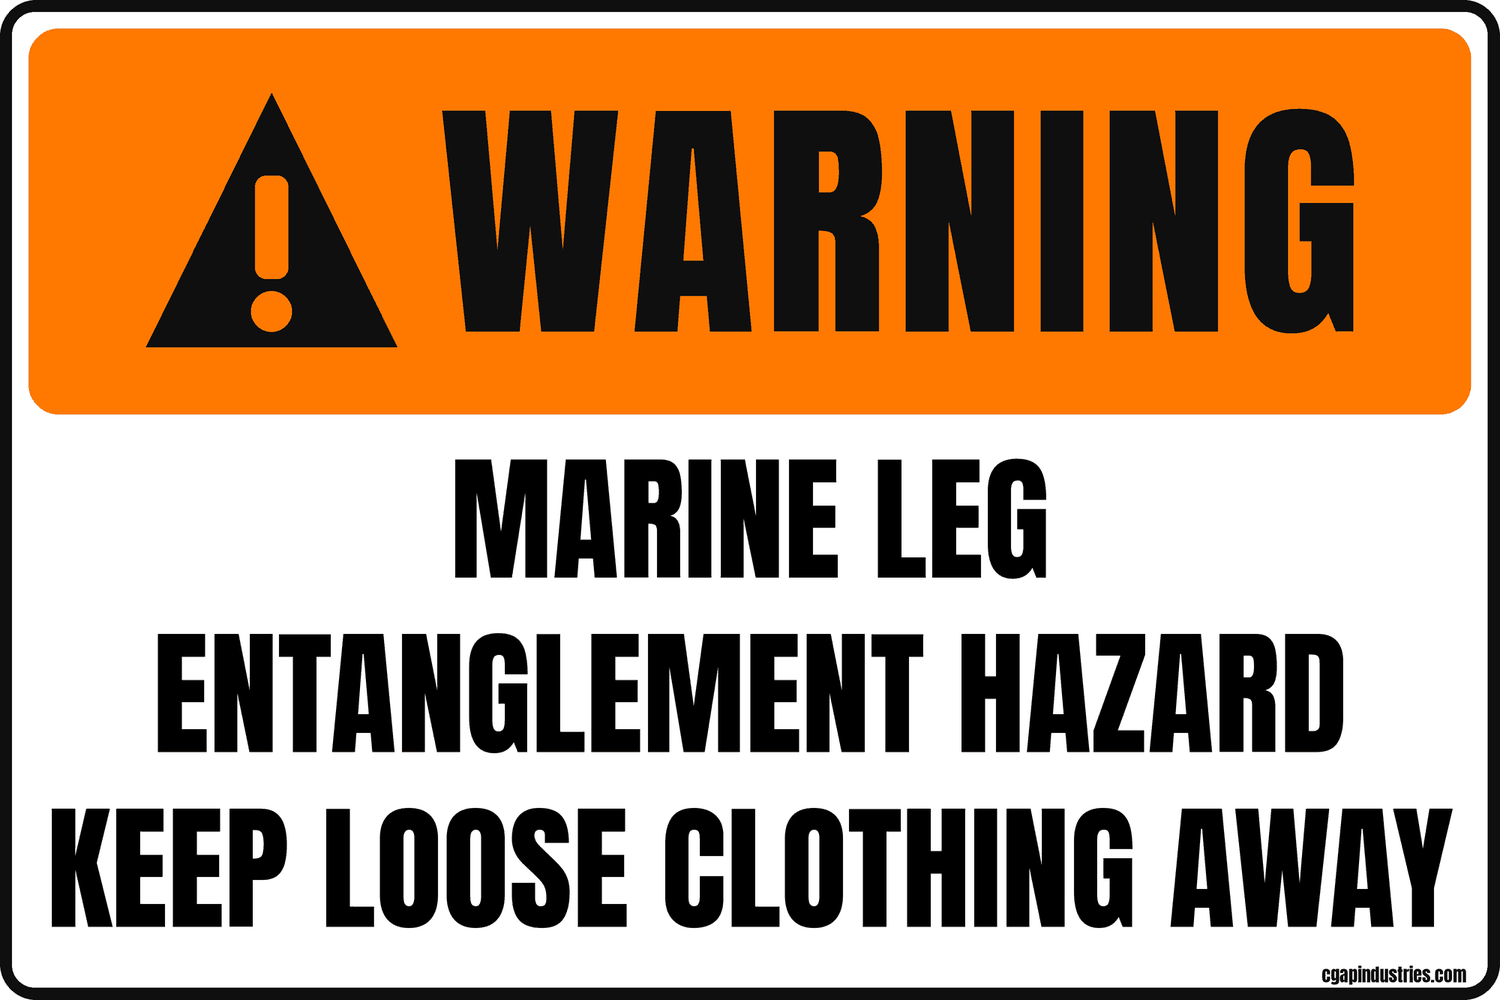 WARNING
MARINE LEG
ENTANGLEMENT HAZARD
KEEP LOOSE CLOTHING AWAY
cgapindustries.com